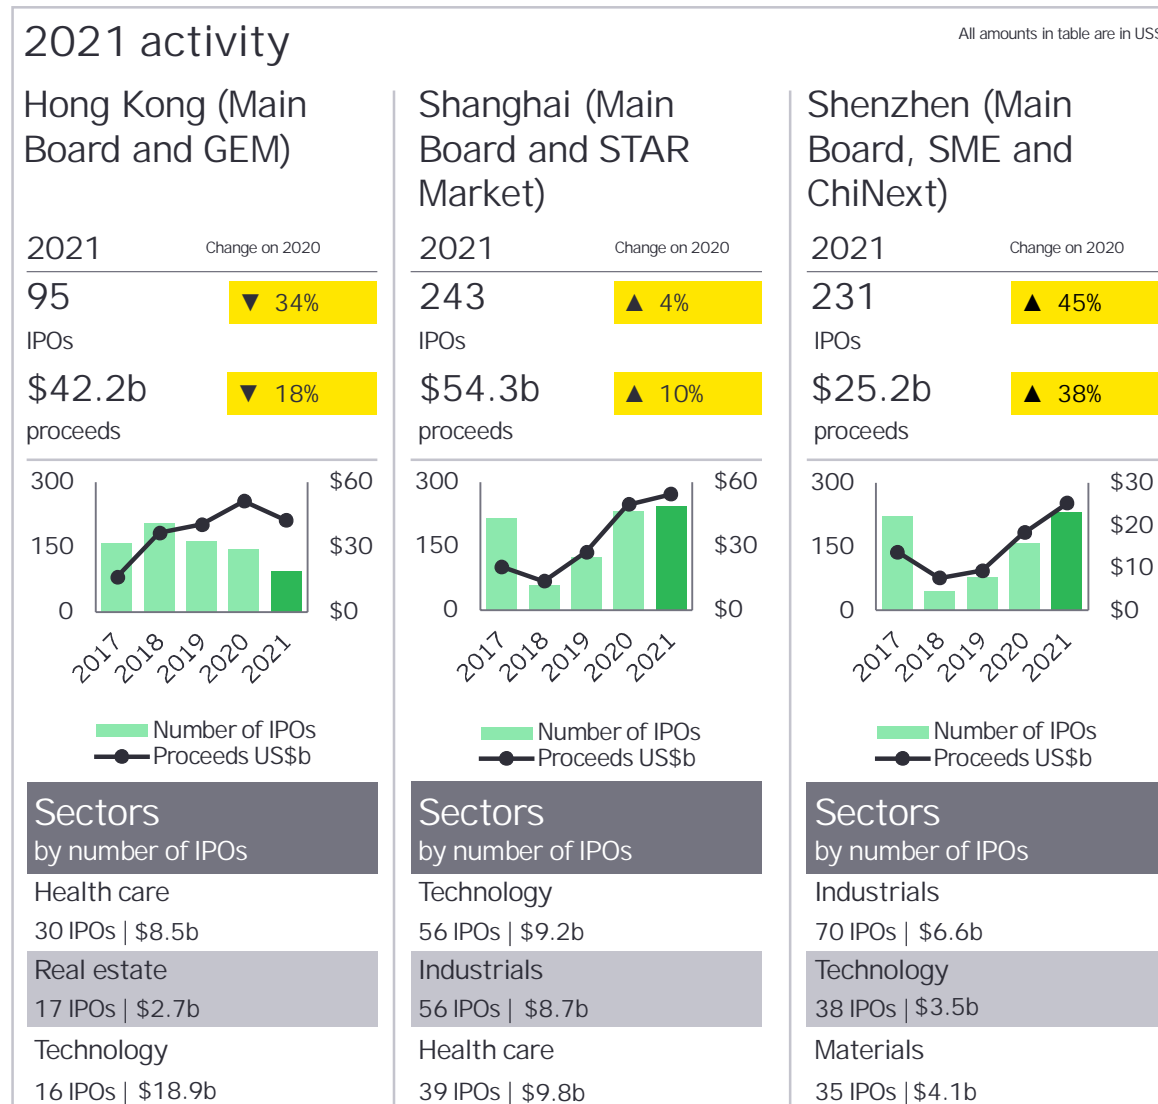 2021 activity
All amounts in table are in US$
Hong Kong (Main
Board and GEM)
2021
Change on 2020
95
▼ 34%
IPOs
$42.2b
▼ 18%
proceeds
300
150
0
$60
$30
$0
2017
2018
2019
2020
2021
Number of IPOs
Proceeds US$b
Sectors
by number of IPOs
Health care
30 IPOs | $8.5b
Real estate
17 IPOs | $2.7b
Technology
16 IPOs | $18.9b
Shanghai (Main
Board and STAR
Market)
2021
Change on 2020
243
▲ 4%
IPOs
$54.3b
▲ 10%
proceeds
300
150
0
$60
$30
$0
2017
2018
2019
2020
2021
Number of IPOs
Proceeds US$b
Sectors
by number of IPOs
Technology
56 IPOs | $9.2b
Industrials
56 IPOs | $8.7b
Health care
39 IPOs | $9.8b
Shenzhen (Main
Board, SME and
ChiNext)
2021
Change on 2020
231
▲ 45%
IPOs
$25.2b
▲ 38%
proceeds
300
150
0
$30
$20
$10
$0
2017
2018
2019
2020
2021
Number of IPOs
Proceeds US$b
Sectors
by number of IPOs
Industrials
70 IPOs | $6.6b
Technology
38 IPOs | $3.5b
Materials
35 IPOs | $4.1b